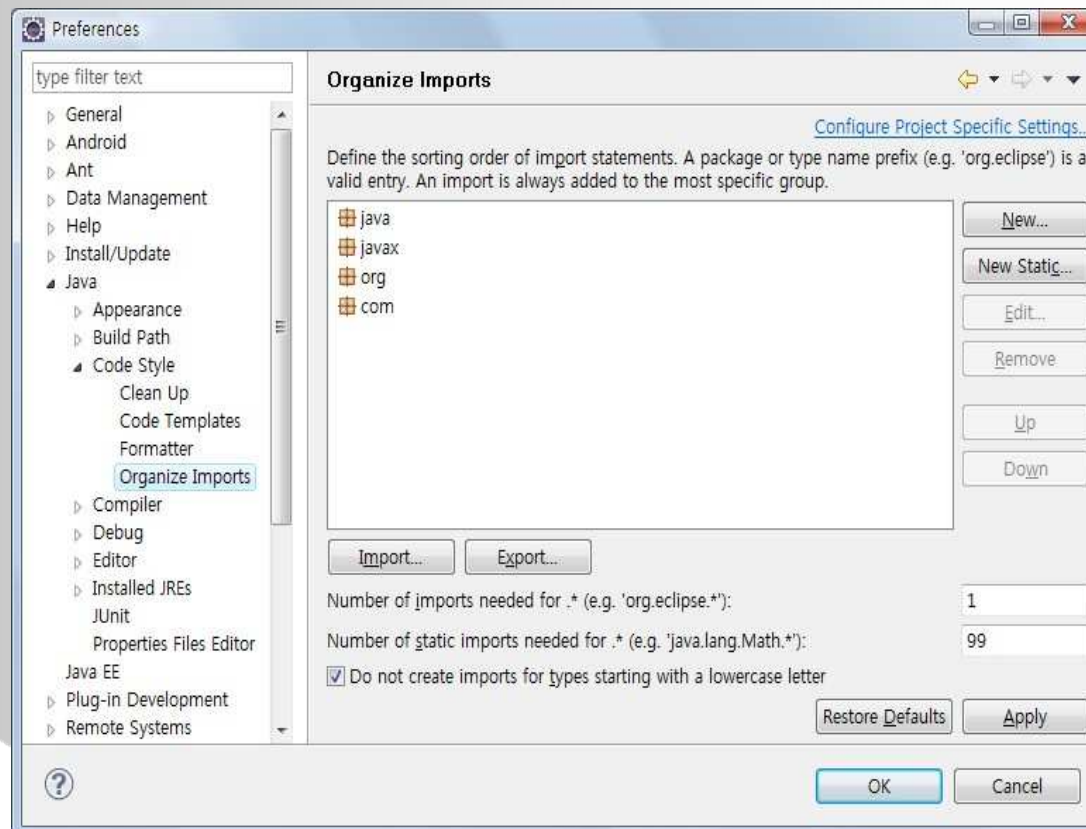 Preferences
type filter text
General
Android
Ant
Data Management
Help
Install/Update
Java
Appearance
Build Path
Code Style
Clean Up
Code Templates
Formatter
Organize Imports
Compiler
Debug
Editor
Installed JREs
JUnit
Properties Files Editor
Java EE
Plug-in Development
Remote Systems
Organize Imports
Configure Project Specific Settings..
Define the sorting order of import statements. A package or type name prefix (e.g. 'org.eclipse') is a
valid entry. An import is always added to the most specific group.
java
javax
org
com
New...
New Static...
Edit...
Remove
Up
Down
Import...
Export...
Number of imports needed for .* (e.g. 'org.eclipse.*'):
1
Number of static imports needed for .* (e.g. 'java.lang.Math.*'):
99
Do not create imports for types starting with a lowercase letter
Restore Defaults
Apply
?
OK
Cancel